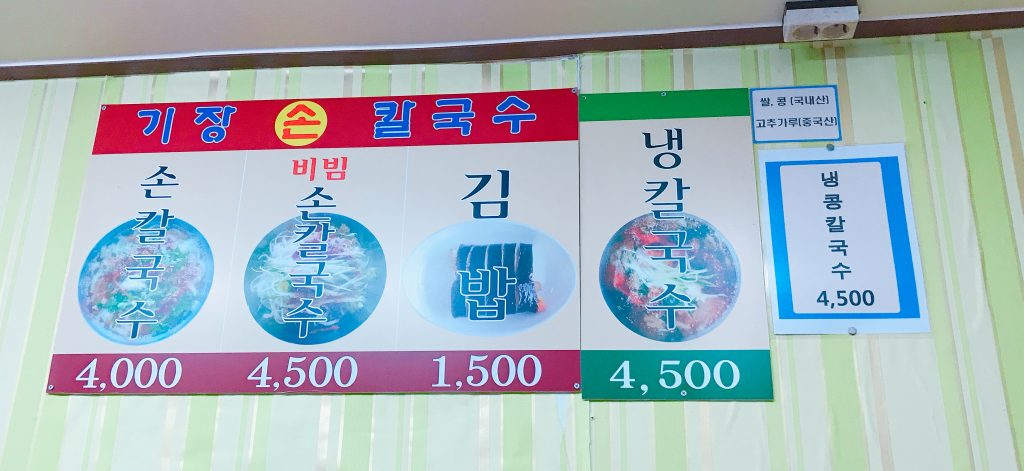 기장 손 칼국수
손칼국수
4,000
비빔
손칼국수
4,500
김밥
1,500
냉칼국수
4,500
쌀, 콩 (국내산)
고추가루(중국산)
냉콩칼국수
4,500